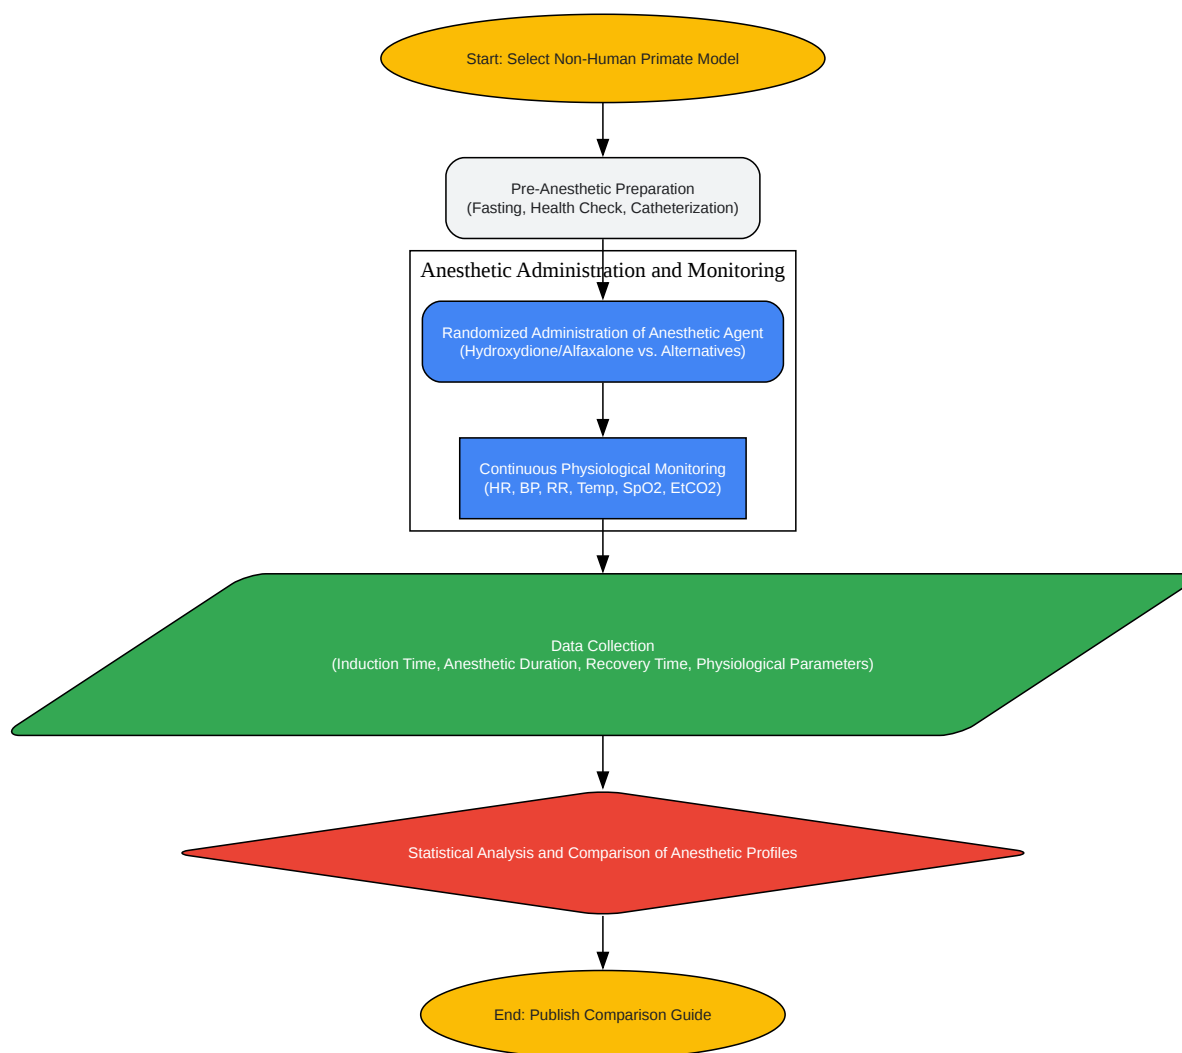 Start: Select Non-Human Primate Model
Pre-Anesthetic Preparation
(Fasting, Health Check, Catheterization)
Anesthetic Administration and Monitoring
Randomized Administration of Anesthetic Agent
(Hydroxydione/Alfaxalone vs. Alternatives)
Continuous Physiological Monitoring
(HR, BP, RR, Temp, SpO2, EtCO2)
Data Collection
(Induction Time, Anesthetic Duration, Recovery Time, Physiological Parameters)
Statistical Analysis and Comparison of Anesthetic Profiles
End: Publish Comparison Guide